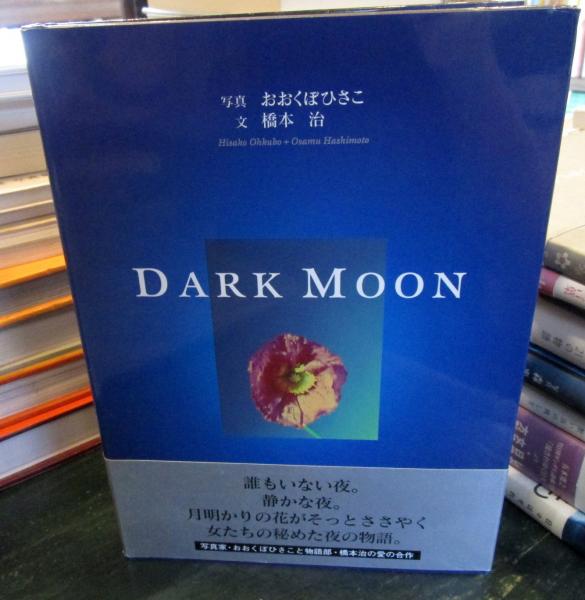 写真 おおくぼひさこ
文 橋本 治
Hisako Ohkubo + Osamu Hashimoto
DARK MOON
誰もいない夜。
静かな夜。
月明かりの花がそっとささやく
女たちの秘めた夜の物語。
写真家・おおくぼひさこと物語部・橋本治の愛の合作